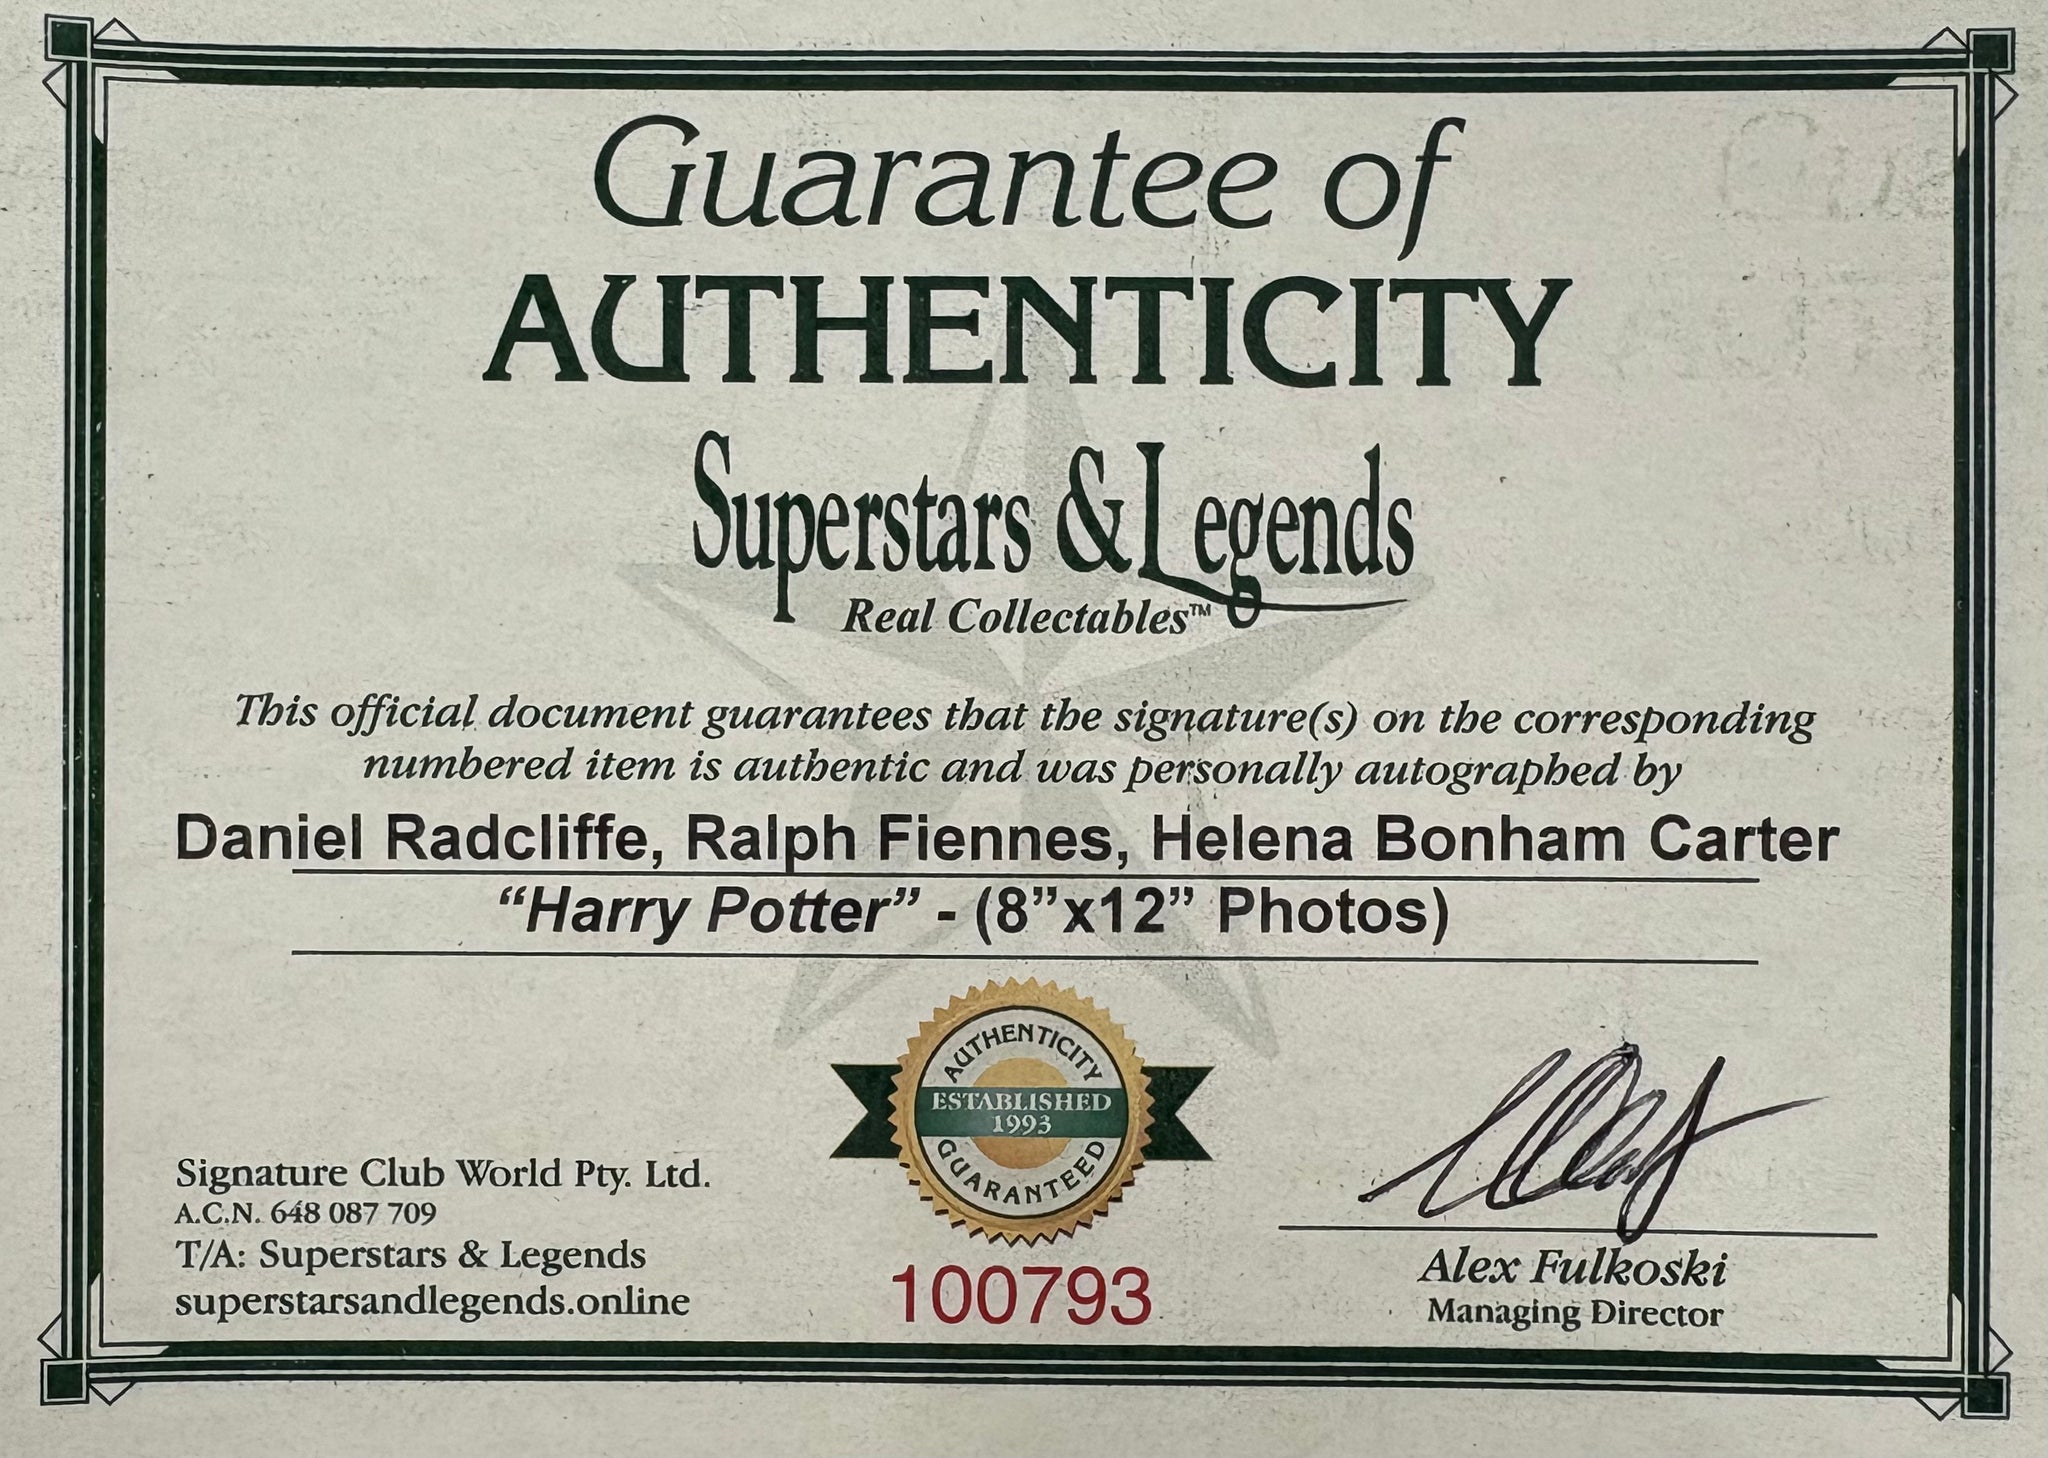 Guarantee of
AUTHENTICITY
Superstars & Legends
Real Collectables™
This official document guarantees that the signature(s) on the corresponding
numbered item is authentic and was personally autographed by
Daniel Radcliffe, Ralph Fiennes, Helena Bonham Carter
“Harry Potter” - (8”x12” Photos)
AUTHENTICITY
ESTABLISHED
1993
GUARANTEED
Signature Club World Pty. Ltd.
A.C.N. 648 087 709
T/A: Superstars & Legends
superstarsandlegends.online
100793
Alex Fulkoski
Managing Director